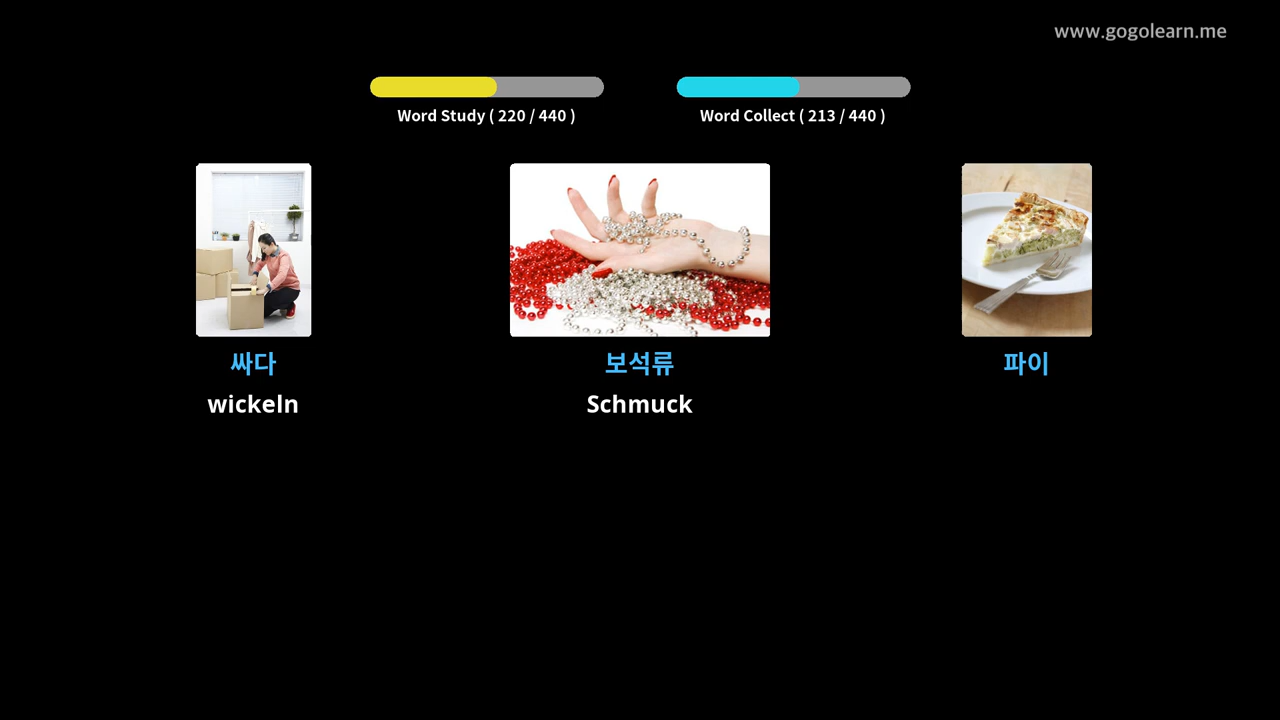 www.gogolearn.me
Word Study ( 220 / 440 )
Word Collect ( 213 / 440 )
싸다
보석류
파이
wickeln
Schmuck